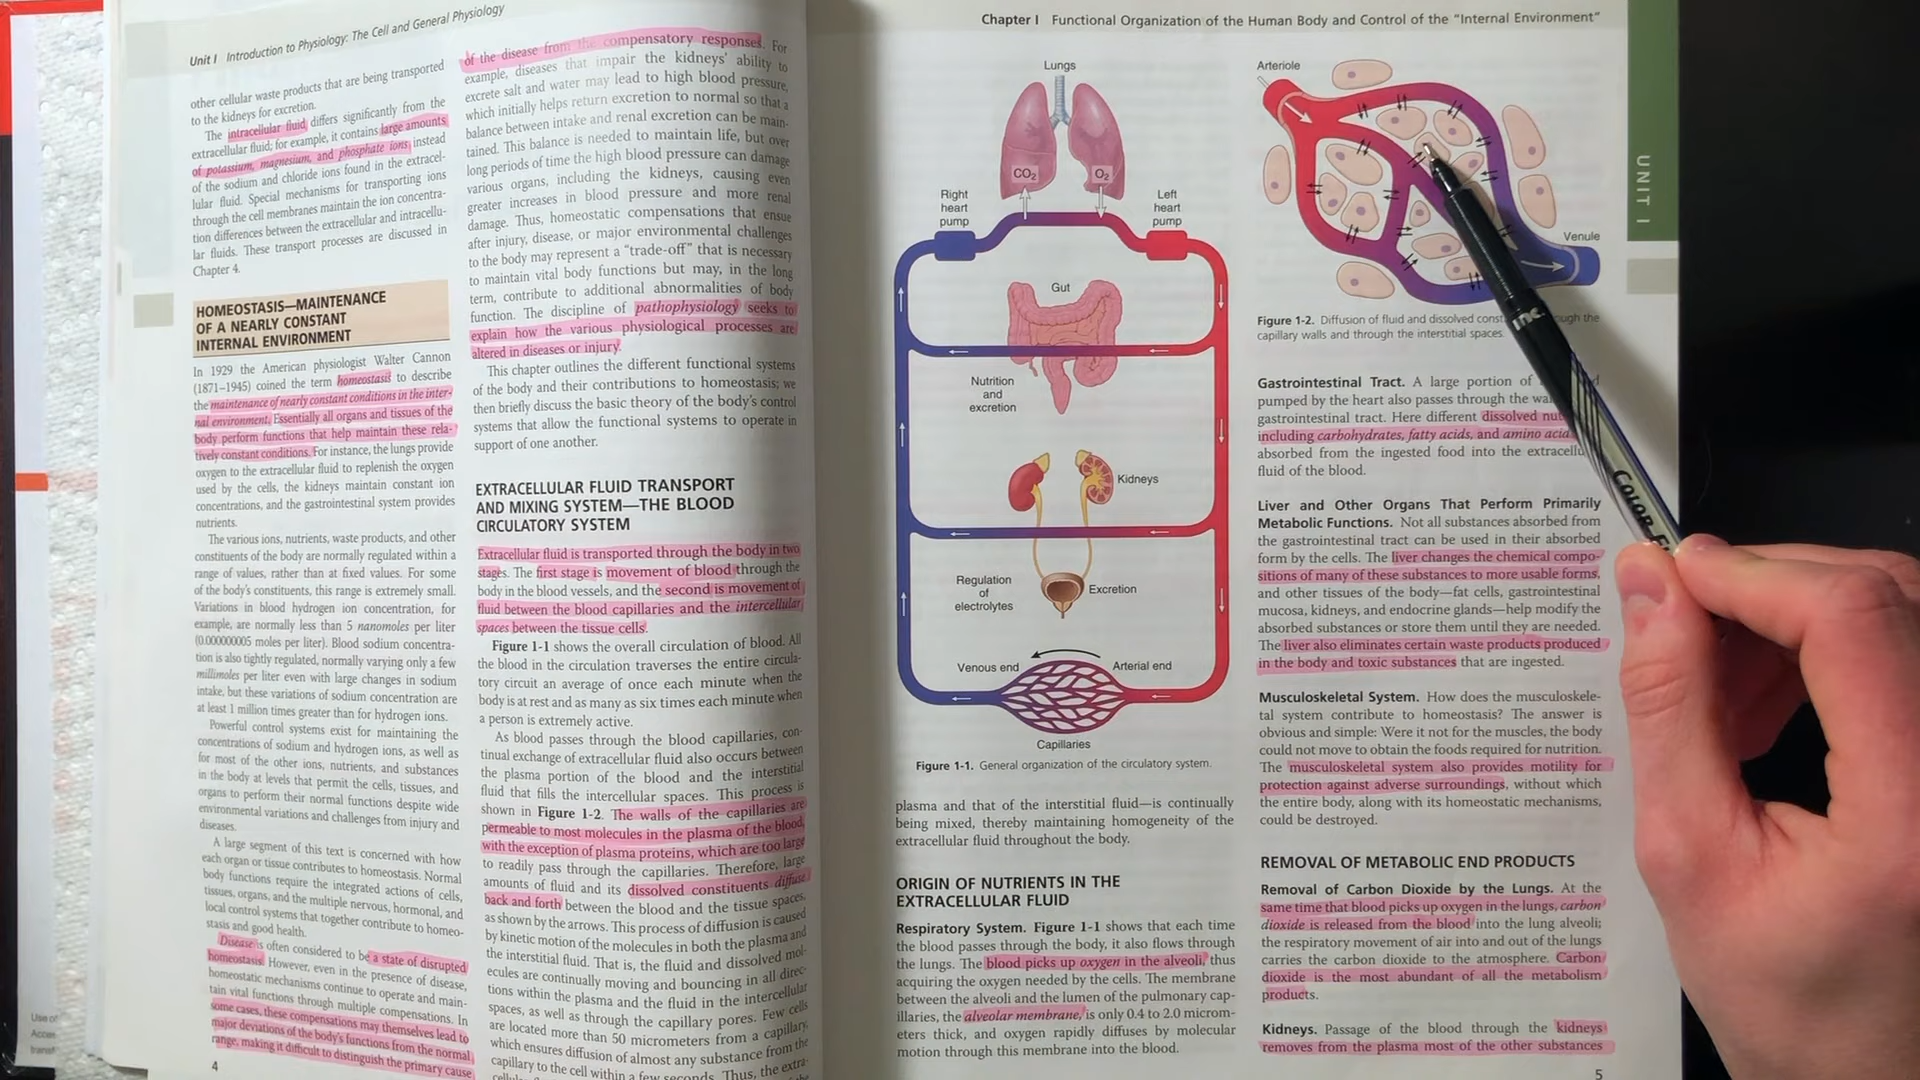 Unit I Introduction to Physiology: The Cell and General Physiology
other cellular waste products that are being transported
to the kidneys for excretion.
The intracellular fluid differs significantly from the
extracellular fluid; for example, it contains large amounts
of potassium, magnesium, and phosphate ions instead
of the sodium and chloride ions found in the extracel-
lular fluid. Special mechanisms for transporting ions
through the cell membranes maintain the ion concentra-
tion differences between the extracellular and intracellu-
lar fluids. These transport processes are discussed in
Chapter 4.
HOMEOSTASIS—MAINTENANCE
OF A NEARLY CONSTANT
INTERNAL ENVIRONMENT
In 1929 the American physiologist Walter Cannon
(1871–1945) coined the term homeostasis to describe
the maintenance of nearly constant conditions in the inter-
nal environment. Essentially all organs and tissues of the
body perform functions that help maintain these rela-
tively constant conditions. For instance, the lungs provide
oxygen to the extracellular fluid to replenish the oxygen
used by the cells, the kidneys maintain constant ion
concentrations, and the gastrointestinal system provides
nutrients.
The various ions, nutrients, waste products, and other
constituents of the body are normally regulated within a
range of values, rather than at fixed values. For some
of the body's constituents, this range is extremely small.
Variations in blood hydrogen ion concentration, for
example, are normally less than 5 nanomoles per liter
(0.000000005 moles per liter). Blood sodium concentra-
tion is also tightly regulated, normally varying only a few
millimoles per liter even with large changes in sodium
intake, but these variations of sodium concentration are
at least 1 million times greater than for hydrogen ions.
Powerful control systems exist for maintaining the
concentrations of sodium and hydrogen ions, as well as
for most of the other ions, nutrients, and substances
in the body at levels that permit the cells, tissues, and
organs to perform their normal functions despite wide
environmental variations and challenges from injury and
diseases.
A large segment of this text is concerned with how
each organ or tissue contributes to homeostasis. Normal
body functions require the integrated actions of cells,
tissues, organs, and the multiple nervous, hormonal, and
local control systems that together contribute to homeo-
stasis and good health.
Disease is often considered to be a state of disrupted
homeostasis. However, even in the presence of disease,
homeostatic mechanisms continue to operate and main-
tain vital functions through multiple compensations. In
some cases, these compensations may themselves lead to
major deviations of the body's functions from the normal
range, making it difficult to distinguish the primary cause
4
of the disease from the compensatory responses. For
example, diseases that impair the kidneys' ability to
excrete salt and water may lead to high blood pressure,
which initially helps return excretion to normal so that a
balance between intake and renal excretion can be main-
tained. This balance is needed to maintain life, but over
long periods of time the high blood pressure can damage
various organs, including the kidneys, causing even
greater increases in blood pressure and more renal
damage. Thus, homeostatic compensations that ensue
after injury, disease, or major environmental challenges
to the body may represent a "trade-off" that is necessary
to maintain vital body functions but may, in the long
term, contribute to additional abnormalities of body
function. The discipline of pathophysiology seeks to
explain how the various physiological processes are
altered in diseases or injury.
This chapter outlines the different functional systems
of the body and their contributions to homeostasis; we
then briefly discuss the basic theory of the body's control
systems that allow the functional systems to operate in
support of one another.
EXTRACELLULAR FLUID TRANSPORT
AND MIXING SYSTEM—THE BLOOD
CIRCULATORY SYSTEM
Extracellular fluid is transported through the body in two
stages. The first stage is movement of blood through the
body in the blood vessels, and the second is movement of
fluid between the blood capillaries and the intercellular
spaces between the tissue cells.
Figure 1-1 shows the overall circulation of blood. All
the blood in the circulation traverses the entire circula-
tory circuit an average of once each minute when the
body is at rest and as many as six times each minute when
a person is extremely active.
As blood passes through the blood capillaries, con-
tinual exchange of extracellular fluid also occurs between
the plasma portion of the blood and the interstitial
fluid that fills the intercellular spaces. This process is
shown in Figure 1-2. The walls of the capillaries are
permeable to most molecules in the plasma of the blood,
with the exception of plasma proteins, which are too large
to readily pass through the capillaries. Therefore, large
amounts of fluid and its dissolved constituents diffuse
back and forth between the blood and the tissue spaces,
as shown by the arrows. This process of diffusion is caused
by kinetic motion of the molecules in both the plasma and
the interstitial fluid. That is, the fluid and dissolved mol-
ecules are continually moving and bouncing in all direc-
tions within the plasma and the fluid in the intercellular
spaces, as well as through the capillary pores. Few cells
are located more than 50 micrometers from a capillary,
which ensures diffusion of almost any substance from the
capillary to the cell within a few seconds. Thus, the extra-
Use of
Acces
transf
Chapter 1 Functional Organization of the Human Body and Control of the "Internal Environment"
UNIT I
Lungs
CO2
O2
Right
heart
pump
Left
heart
pump
Gut
Nutrition
and
excretion
Kidneys
Regulation
of
electrolytes
Excretion
Venous end
Arterial end
Capillaries
Figure 1-1. General organization of the circulatory system.
plasma and that of the interstitial fluid—is continually
being mixed, thereby maintaining homogeneity of the
extracellular fluid throughout the body.
ORIGIN OF NUTRIENTS IN THE
EXTRACELLULAR FLUID
Respiratory System. Figure 1-1 shows that each time
the blood passes through the body, it also flows through
the lungs. The blood picks up oxygen in the alveoli, thus
acquiring the oxygen needed by the cells. The membrane
between the alveoli and the lumen of the pulmonary cap-
illaries, the alveolar membrane, is only 0.4 to 2.0 microm-
eters thick, and oxygen rapidly diffuses by molecular
motion through this membrane into the blood.
Arteriole
Venule
Figure 1-2. Diffusion of fluid and dissolved const the
capillary walls and through the interstitial spaces.
Gastrointestinal Tract. A large portion of
pumped by the heart also passes through the
gastrointestinal tract. Here different dissolved
including carbohydrates, fatty acids, and amino
absorbed from the ingested food into the
fluid of the blood.
Liver and Other Organs That Perform Primarily
Metabolic Functions. Not all substances absorbed from
the gastrointestinal tract can be used in their absorbed
form by the cells. The liver changes the chemical compo-
sitions of many of these substances to more usable forms,
and other tissues of the body—fat cells, gastrointestinal
mucosa, kidneys, and endocrine glands—help modify the
absorbed substances or store them until they are needed.
The liver also eliminates certain waste products produced
in the body and toxic substances that are ingested.
Musculoskeletal System. How does the musculoskele-
tal system contribute to homeostasis? The answer is
obvious and simple: Were it not for the muscles, the body
could not move to obtain the foods required for nutrition.
The musculoskeletal system also provides motility for
protection against adverse surroundings, without which
the entire body, along with its homeostatic mechanisms,
could be destroyed.
REMOVAL OF METABOLIC END PRODUCTS
Removal of Carbon Dioxide by the Lungs. At the
same time that blood picks up oxygen in the lungs, carbon
dioxide is released from the blood into the lung alveoli;
the respiratory movement of air into and out of the lungs
carries the carbon dioxide to the atmosphere. Carbon
dioxide is the most abundant of all the metabolism
products.
Kidneys. Passage of the blood through the kidneys
removes from the plasma most of the other substances
5
inc.
COLOR